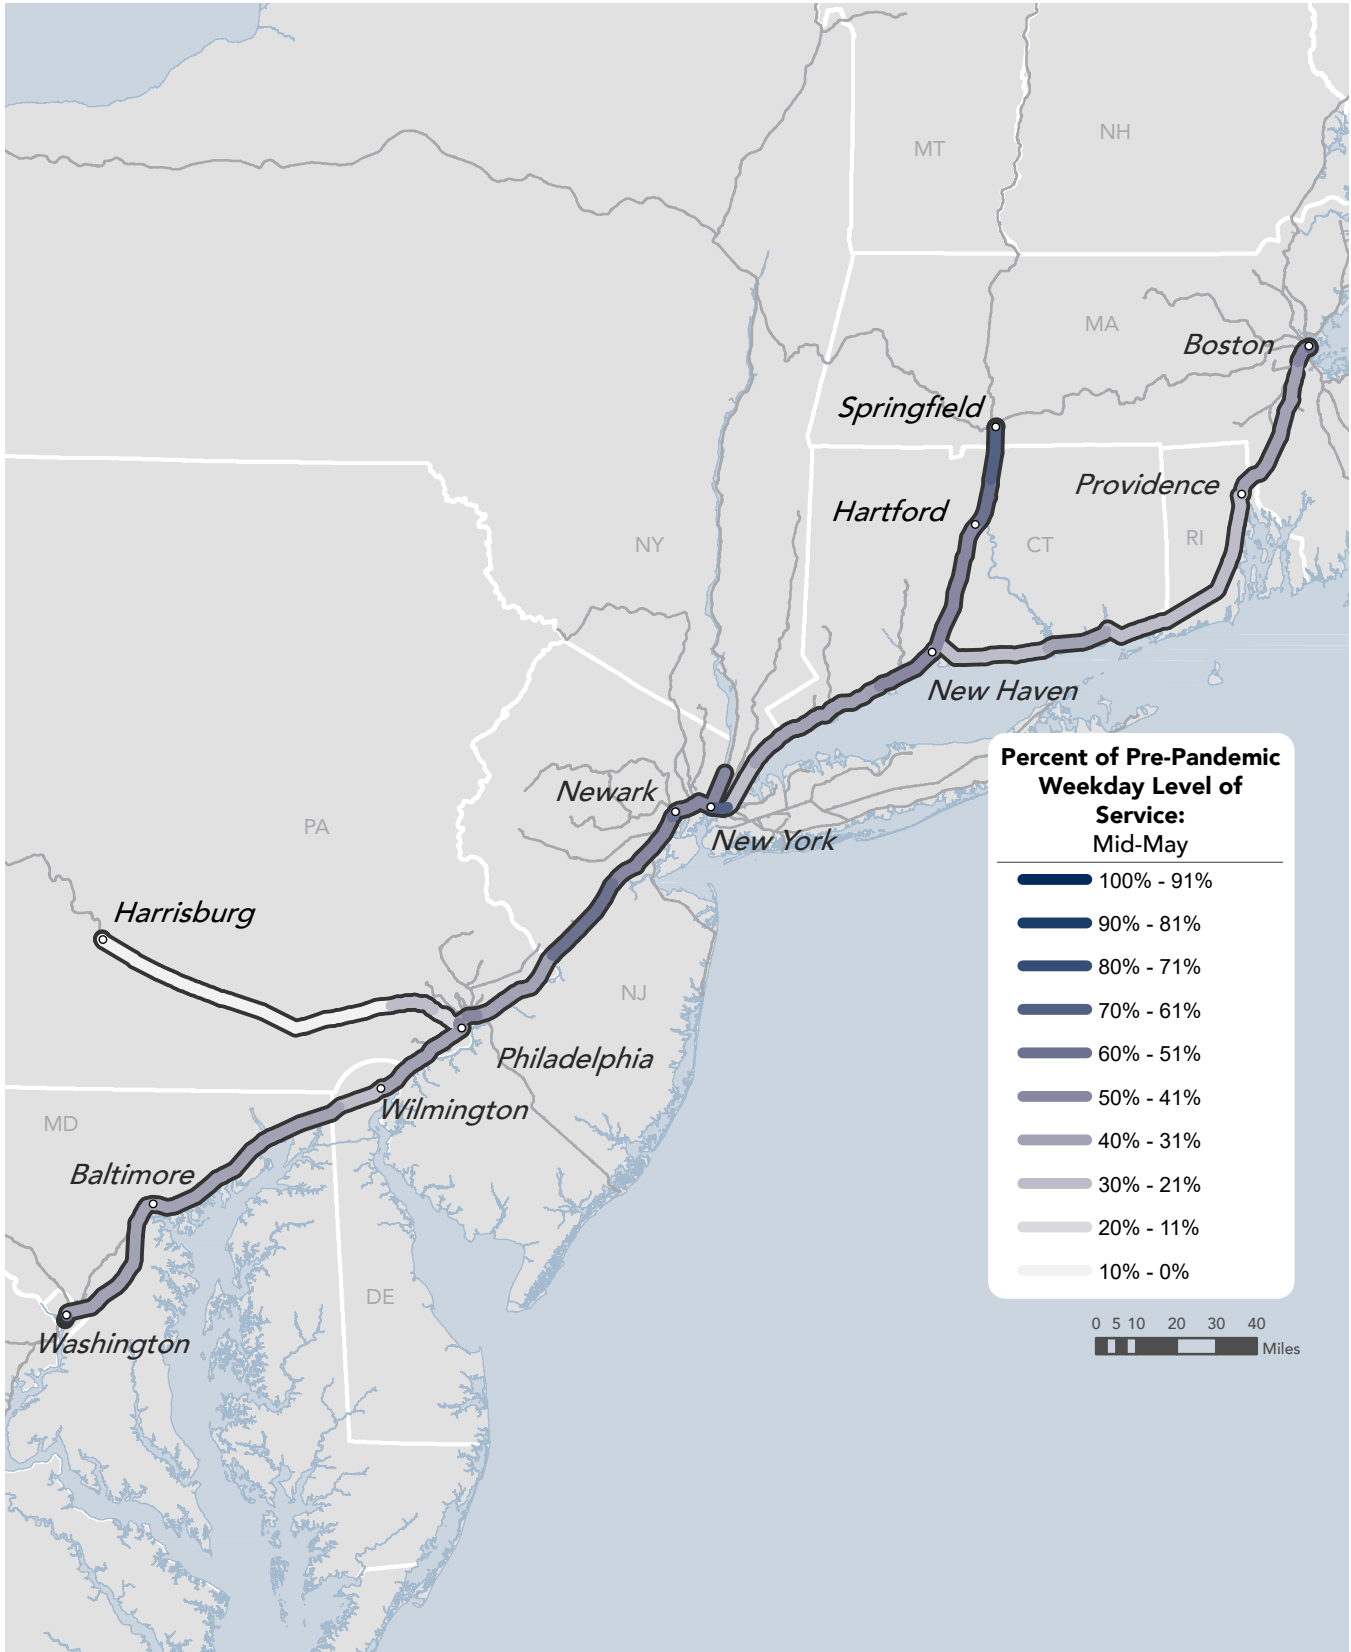 MT
NH
MA
Boston
Springfield
Providence
Hartford
NY
CT
RI
New Haven
Newark
New York
PA
Harrisburg
NJ
Philadelphia
Wilmington
MD
Baltimore
DE
Washington
Percent of Pre-Pandemic
Weekday Level of
Service:
Mid-May
100% - 91%
90% - 81%
80% - 71%
70% - 61%
60% - 51%
50% - 41%
40% - 31%
30% - 21%
20% - 11%
10% - 0%
0 5 10 20 30 40
Miles